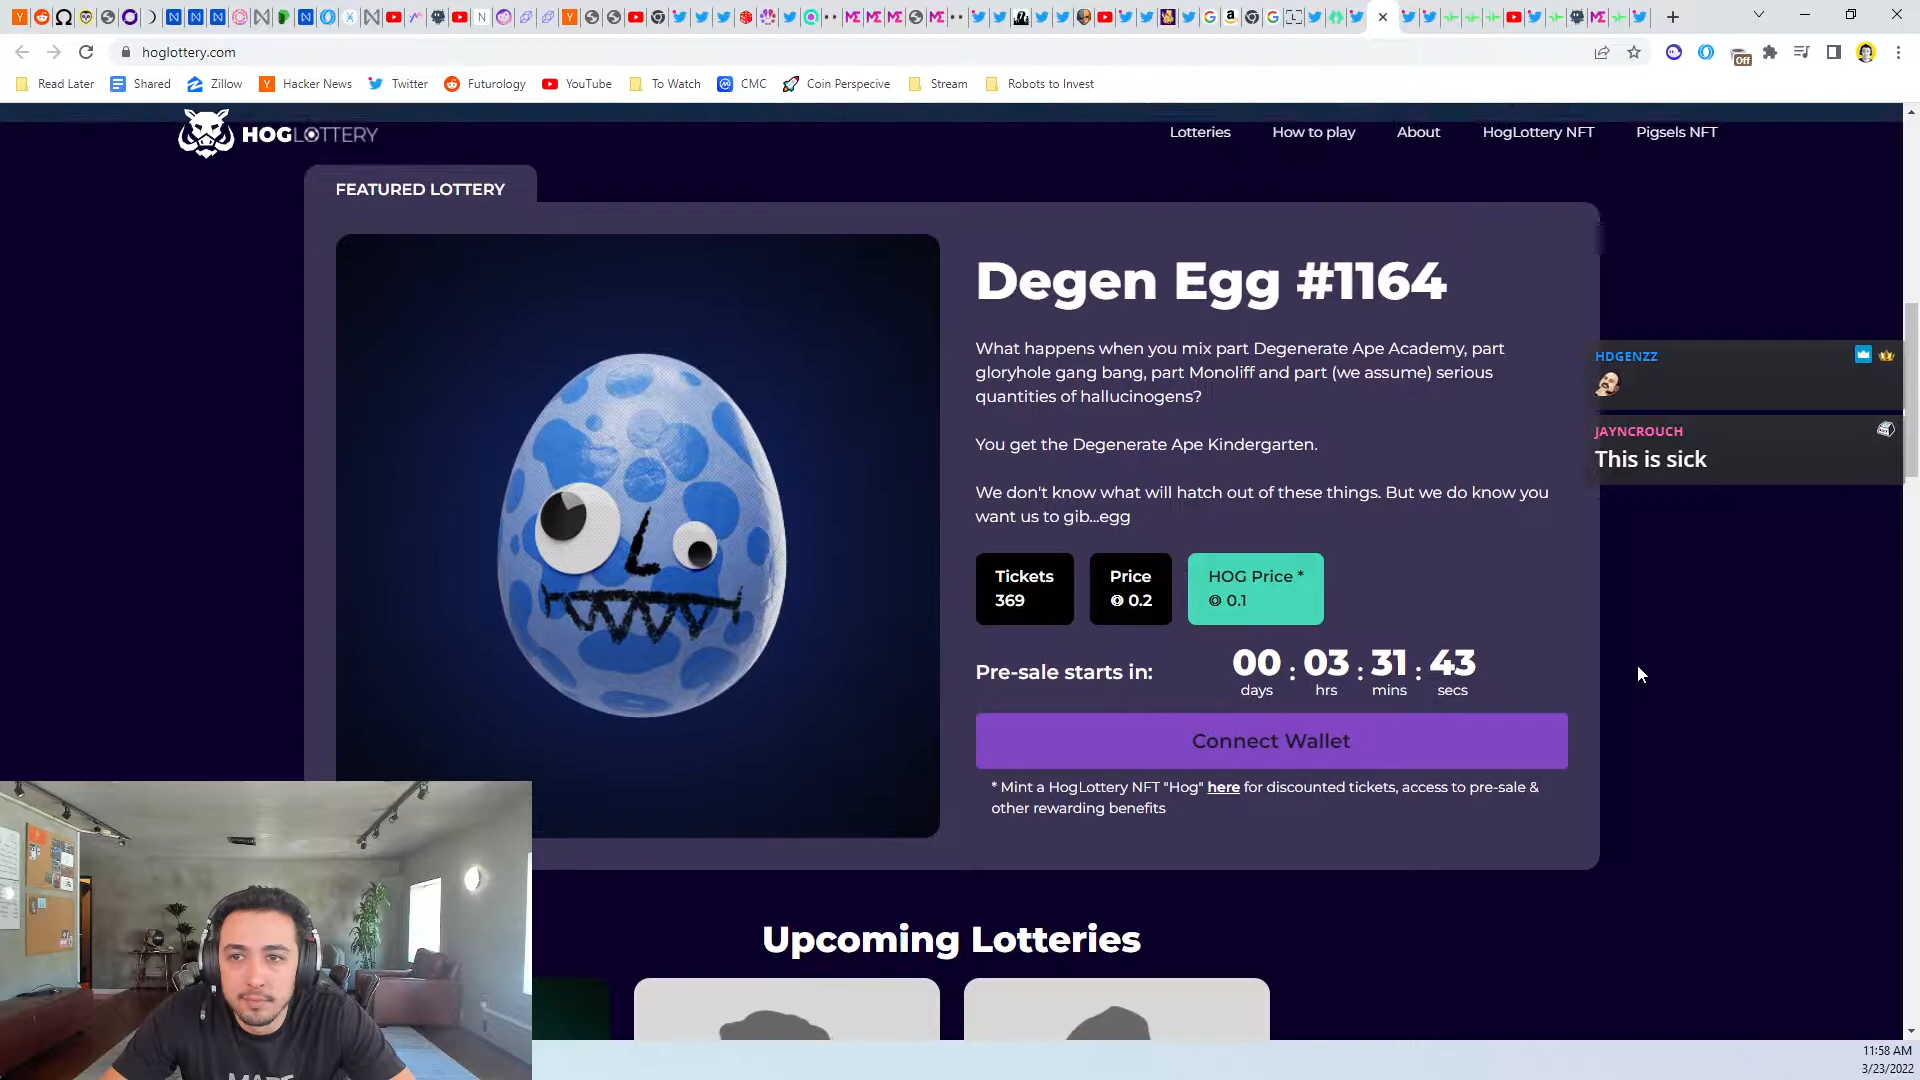 hoglottery.com
Read Later
Shared
Zillow
Hacker News
Twitter
Futurology
YouTube
To Watch
CMC
Coin Perspecive
Stream
Robots to Invest
Off
HOGLOTTERY
Lotteries
How to play
About
HogLottery NFT
Pigsels NFT
FEATURED LOTTERY
Degen Egg #1164
What happens when you mix part Degenerate Ape Academy, part
gloryhole gang bang, part Monoliff and part (we assume) serious
quantities of hallucinogens?
You get the Degenerate Ape Kindergarten.
We don't know what will hatch out of these things. But we do know you
want us to gib...egg
Tickets
369
Price
0.2
HOG Price *
0.1
Pre-sale starts in:
00 : 03 : 31 : 43
days hrs mins secs
Connect Wallet
* Mint a HogLottery NFT "Hog" here for discounted tickets, access to pre-sale &
other rewarding benefits
HDGENZZ
JAYNCROUCH
This is sick
Upcoming Lotteries
11:58 AM
3/23/2022